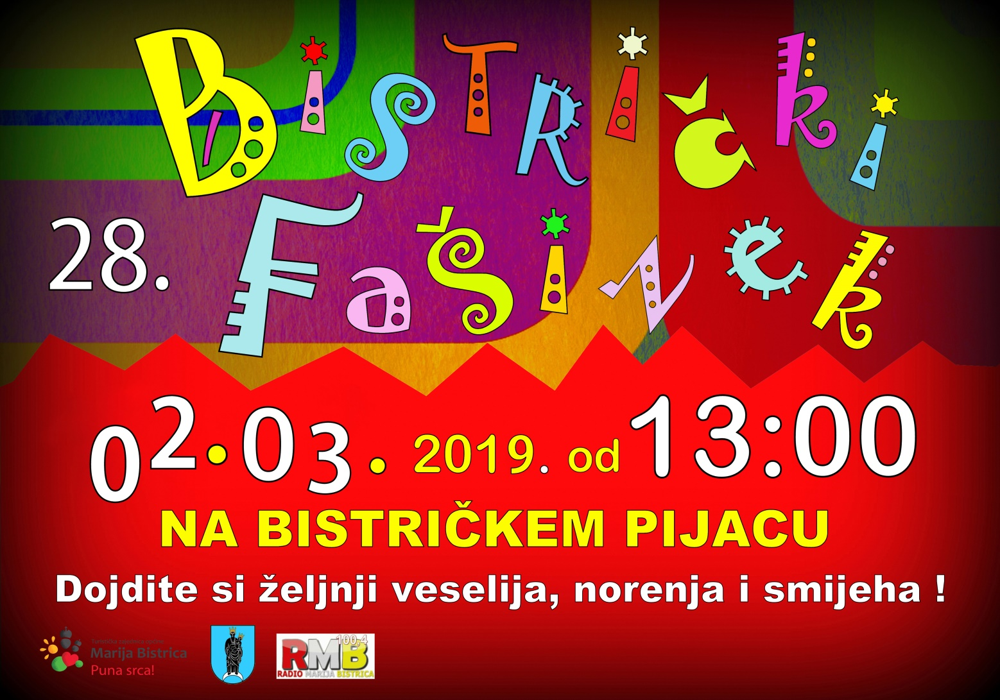 Bistrički
28. Fašizek
02.03. 2019. od 13:00
NA BISTRIČKEM PIJACU
Dojdite si željnji veselija, norenja i smijeha !
Turistička zajednica općine
Marija Bistrica
Puna srca!
100,4
RMB
RADIO MARIJA BISTRICA